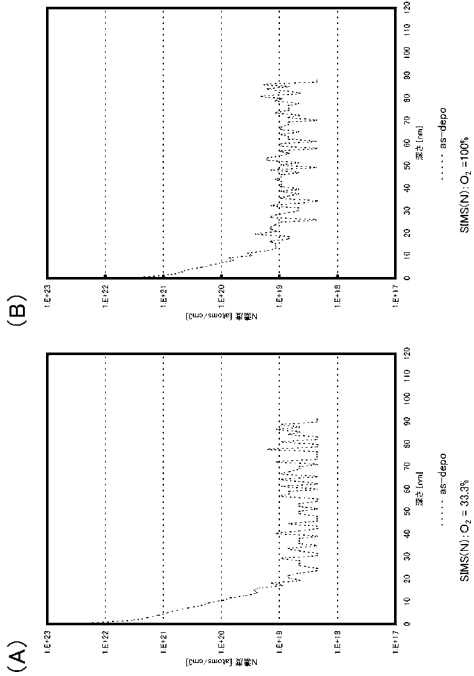 (A)
N濃度 [atoms/cm3]
1.E+23
1.E+22
1.E+21
1.E+20
1.E+19
1.E+18
1.E+17
0 10 20 30 40 50 60 70 80 90 100 110 120
深さ [nm]
····· as-depo
SIMS(N): O₂ = 33.3%
(B)
N濃度 [atoms/cm3]
1.E+23
1.E+22
1.E+21
1.E+20
1.E+19
1.E+18
1.E+17
0 10 20 30 40 50 60 70 80 90 100 110 120
深さ [nm]
····· as-depo
SIMS(N): O₂ =100%